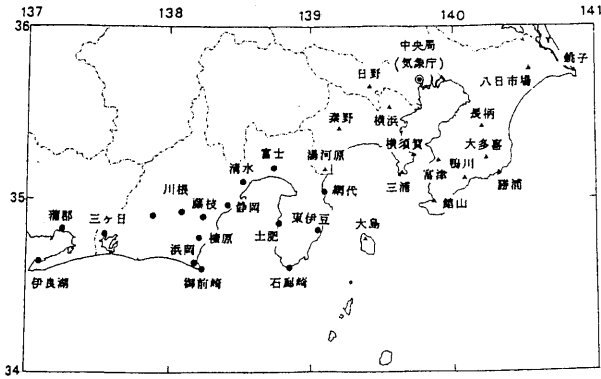 137
138
139
140
141
36
35
34
中央局
(気象庁)
銚子
日野
八日市場
横浜
長柄
秦野
大多喜
横須賀
湯河原
鴨川
富士
清水
三浦
富津
勝浦
網代
館山
川根
藤枝
静岡
東伊豆
大島
蒲郡
三ヶ日
土肥
榛原
浜岡
伊良湖
御前崎
石廊崎